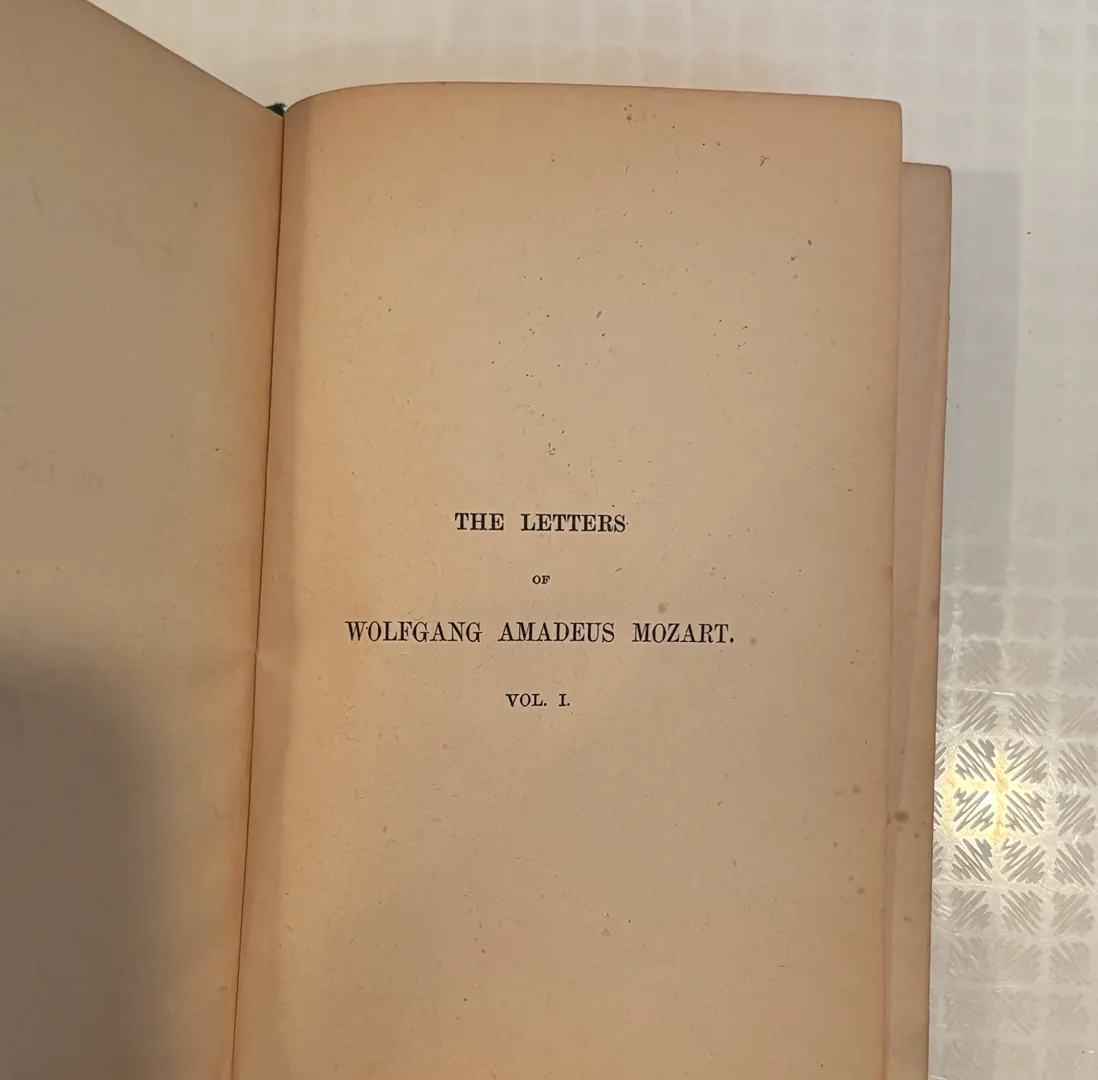 THE LETTERS
OF
WOLFGANG AMADEUS MOZART.
VOL. I.